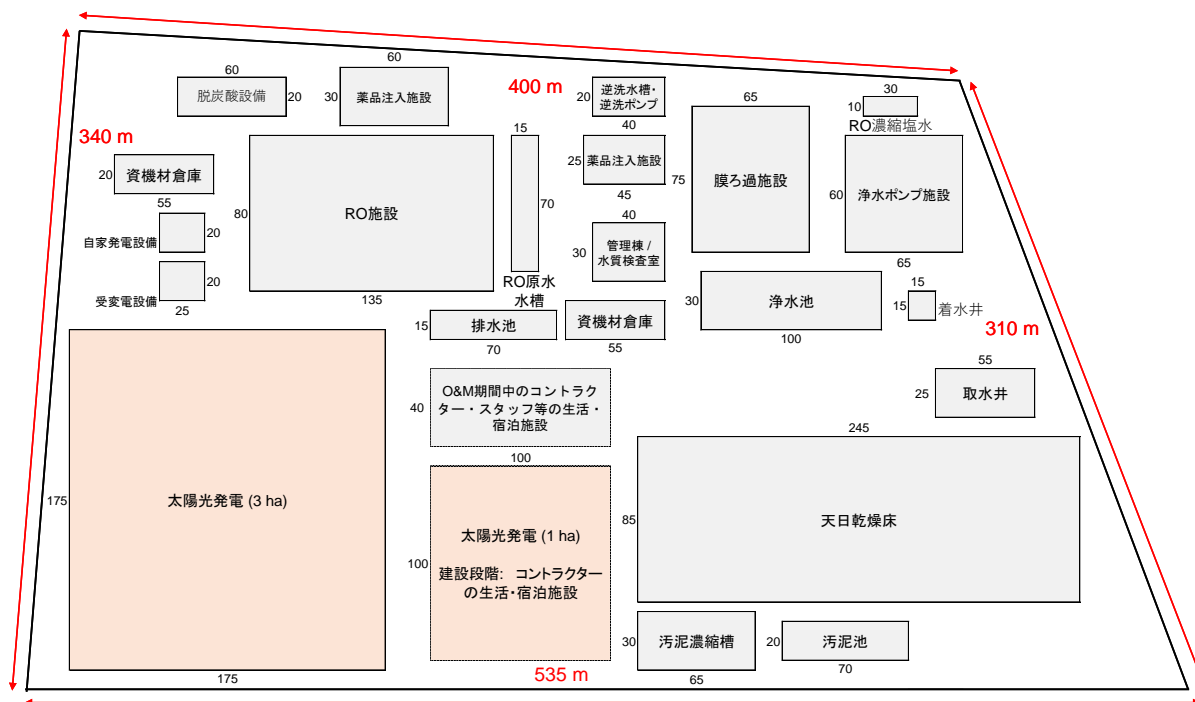 60
脱炭酸設備
20
60
30
薬品注入施設
400 m
20
逆洗水槽・
逆洗ポンプ
40
65
30
10
RO濃縮塩水
340 m
20
資機材倉庫
55
自家発電設備
20
受変電設備
20
25
80
RO施設
135
15
70
RO原水
水槽
25
薬品注入施設
45
75
膜ろ過施設
60
浄水ポンプ施設
65
40
30
管理棟 /
水質検査室
15
排水池
70
資機材倉庫
55
30
浄水池
100
15
15
着水井
310 m
55
25
取水井
40
O&M期間中のコントラク
ター・スタッフ等の生活・
宿泊施設
100
245
85
天日乾燥床
175
太陽光発電 (3 ha)
175
100
太陽光発電 (1 ha)
建設段階: コントラクター
の生活・宿泊施設
535 m
30
汚泥濃縮槽
65
20
汚泥池
70